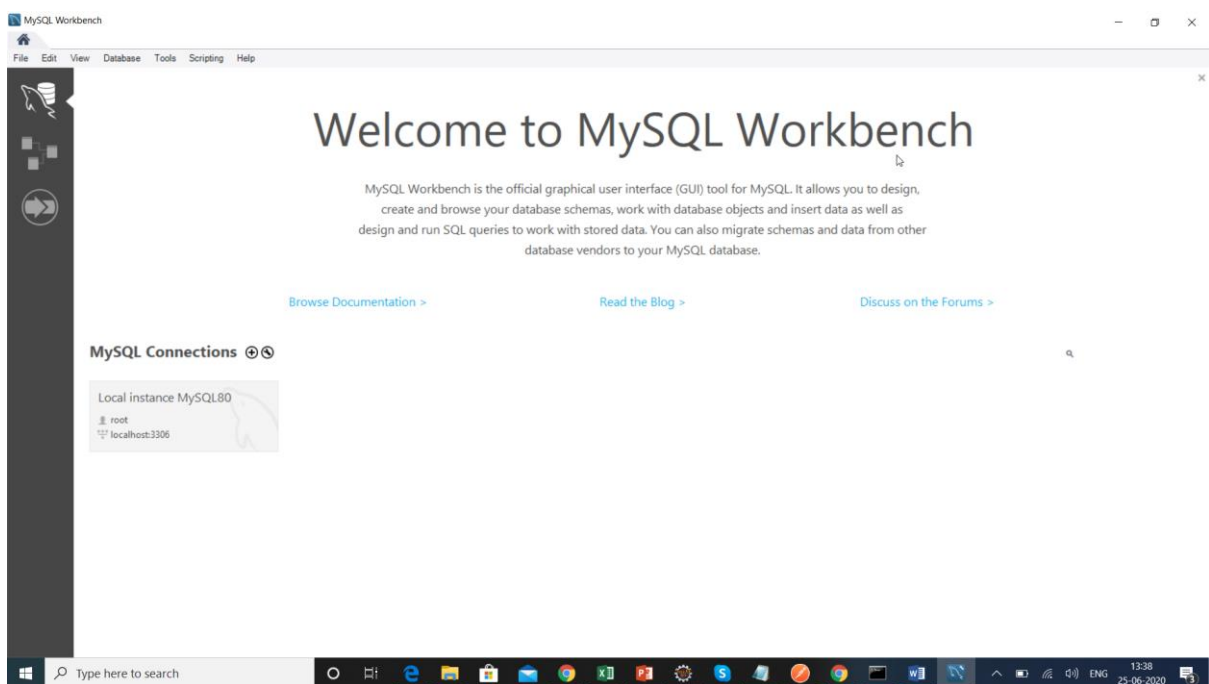 MySQL Workbench
File Edit View Database Tools Scripting Help
Welcome to MySQL Workbench
MySQL Workbench is the official graphical user interface (GUI) tool for MySQL. It allows you to design,
create and browse your database schemas, work with database objects and insert data as well as
design and run SQL queries to work with stored data. You can also migrate schemas and data from other
database vendors to your MySQL database.
Browse Documentation > Read the Blog > Discuss on the Forums >
MySQL Connections
Local instance MySQL80
root
localhost:3306
Type here to search
ENG
13:38
25-06-2020
3